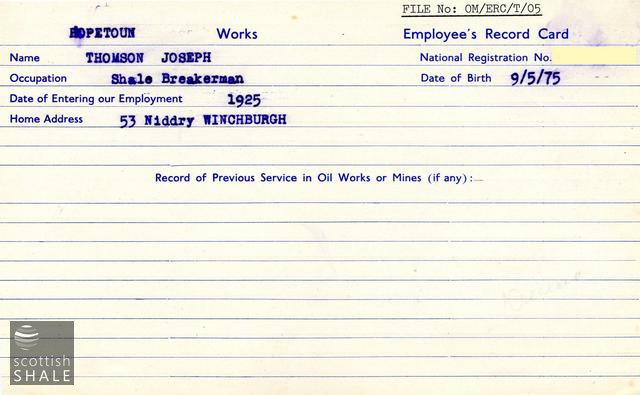 FILE No: OM/ERC/T/05
HOPETOUN Works Employee's Record Card
Name THOMSON JOSEPH National Registration No.
Occupation Shale Breakerman Date of Birth 9/5/75
Date of Entering our Employment 1925
Home Address 53 Niddry WINCHBURGH
Record of Previous Service in Oil Works or Mines (if any):—
scottish
SHALE